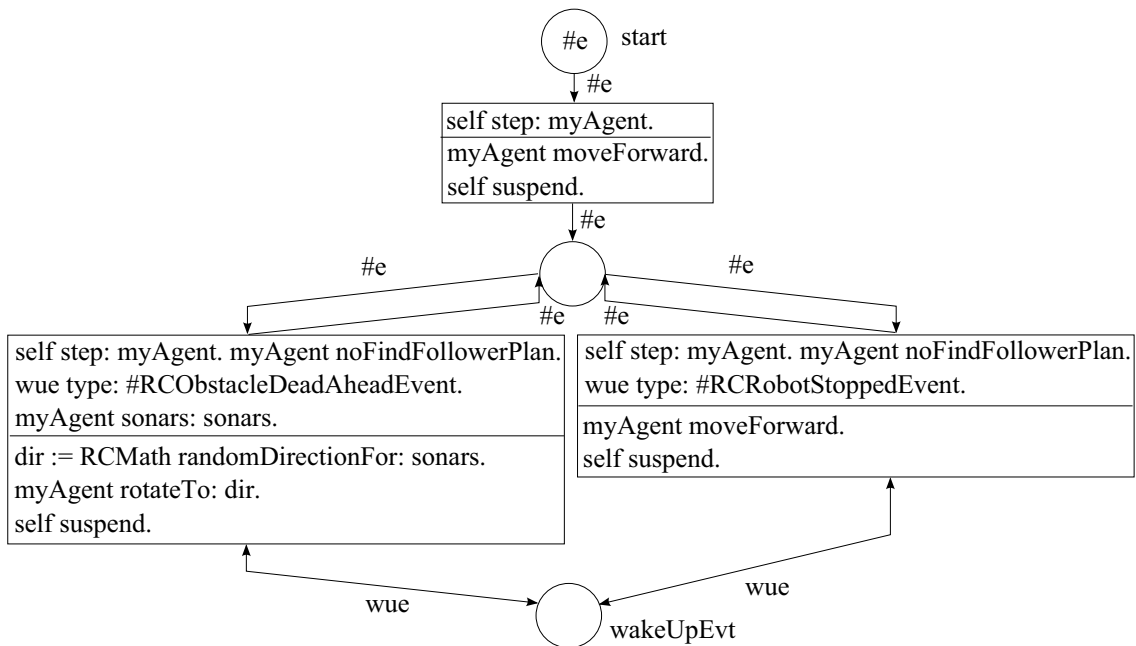 #e start
#e
self step: myAgent.
myAgent moveForward.
self suspend.
#e
#e #e
#e #e
self step: myAgent. myAgent noFindFollowerPlan.
wue type: #RCObstacleDeadAheadEvent.
myAgent sonars: sonars.
dir := RCMath randomDirectionFor: sonars.
myAgent rotateTo: dir.
self suspend.
self step: myAgent. myAgent noFindFollowerPlan.
wue type: #RCRobotStoppedEvent.
myAgent moveForward.
self suspend.
wue wue
wakeUpEvt